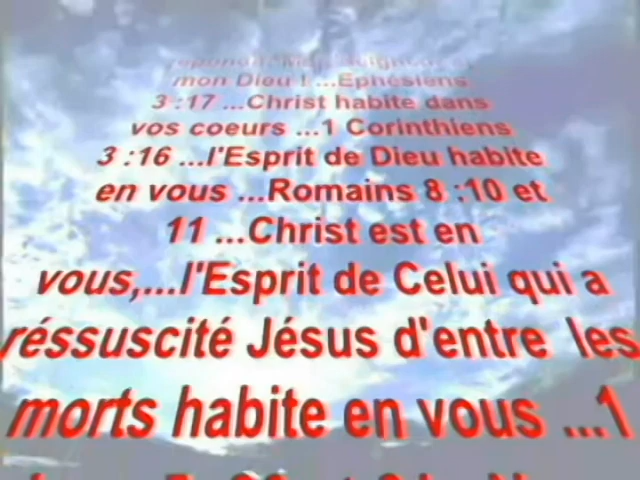 mon Dieu ! ...Ephésiens
3 :17 ...Christ habite dans
vos coeurs ...1 Corinthiens
3 :16 ...l'Esprit de Dieu habite
en vous ...Romains 8 :10 et
11 ...Christ est en
vous,...l'Esprit de Celui qui a
réssuscité Jésus d'entre les
morts habite en vous ...1